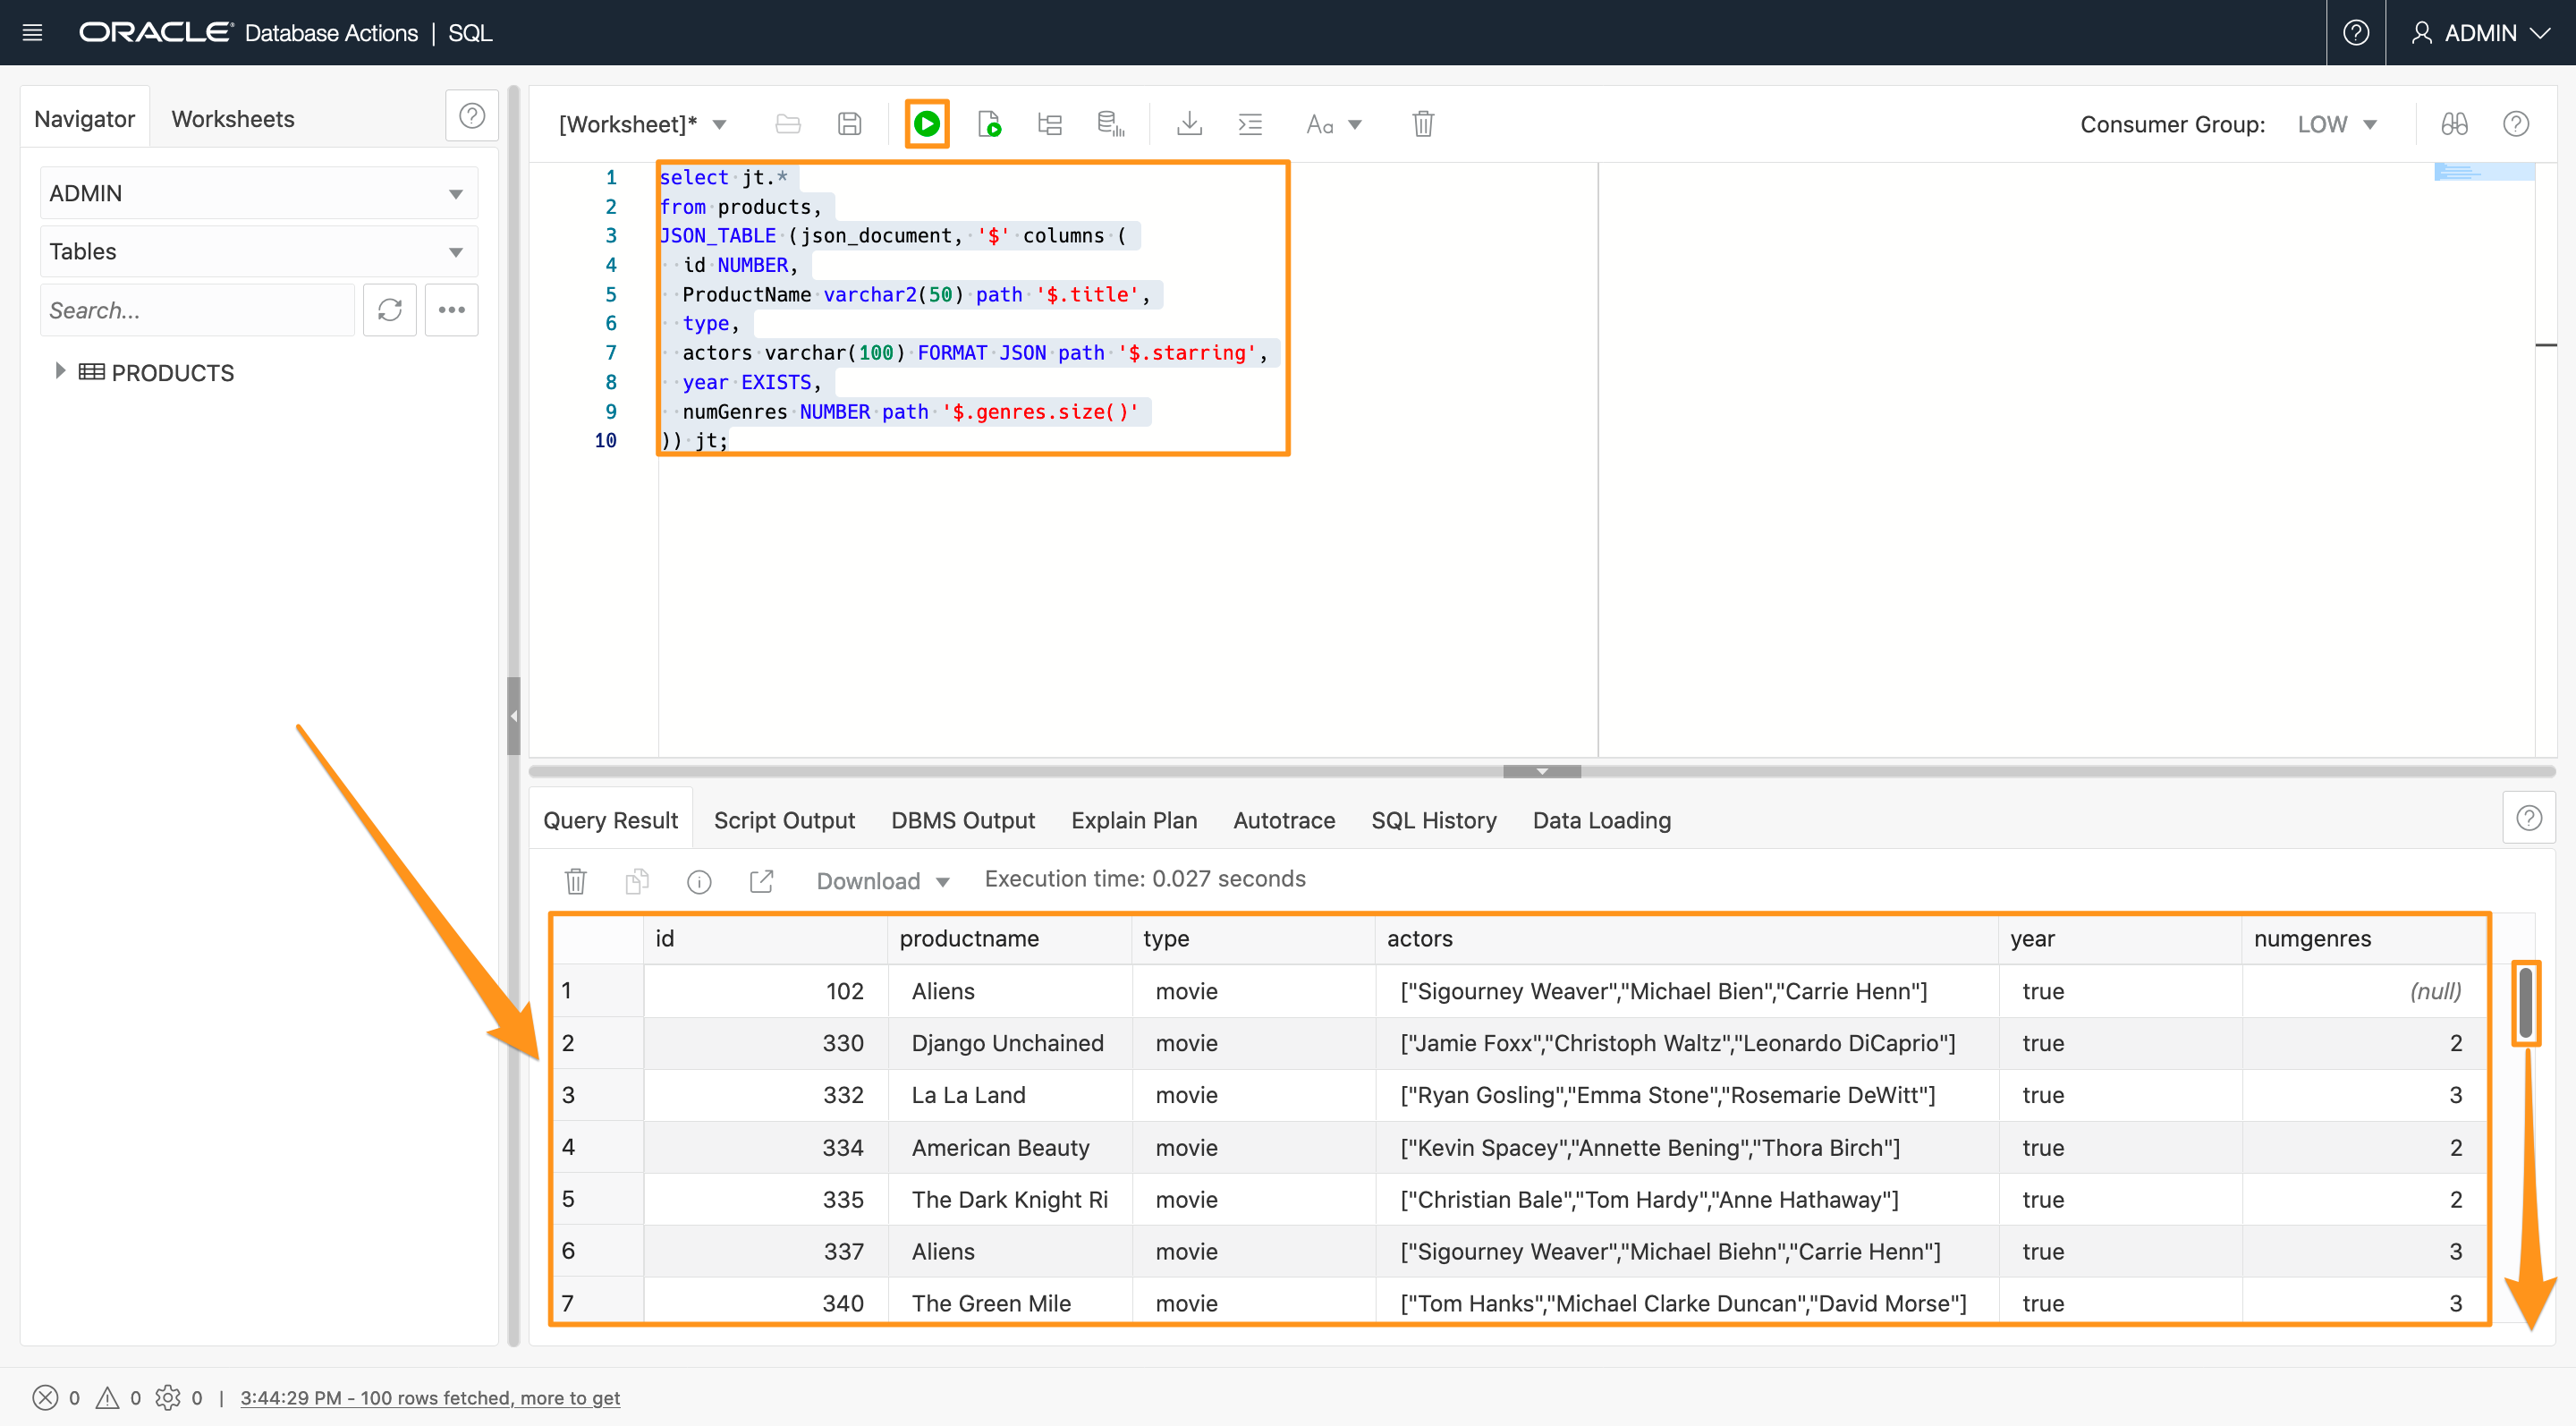 ORACLE Database Actions | SQL
ADMIN
Navigator
Worksheets
ADMIN
Tables
Search...
PRODUCTS
[Worksheet]*
Aa
Consumer Group: LOW
1 select jt.*
2 from products,
3 JSON_TABLE (json_document, '$' columns (
4 id NUMBER,
5 ProductName varchar2(50) path '$.title',
6 type,
7 actors varchar(100) FORMAT JSON path '$.starring',
8 year EXISTS,
9 numGenres NUMBER path '$.genres.size()'
10 )) jt;
Query Result Script Output DBMS Output Explain Plan Autotrace SQL History Data Loading
Download Execution time: 0.027 seconds
id productname type actors year numgenres
1 102 Aliens movie ["Sigourney Weaver","Michael Bien","Carrie Henn"] true (null)
2 330 Django Unchained movie ["Jamie Foxx","Christoph Waltz","Leonardo DiCaprio"] true 2
3 332 La La Land movie ["Ryan Gosling","Emma Stone","Rosemarie DeWitt"] true 3
4 334 American Beauty movie ["Kevin Spacey","Annette Bening","Thora Birch"] true 2
5 335 The Dark Knight Ri movie ["Christian Bale","Tom Hardy","Anne Hathaway"] true 2
6 337 Aliens movie ["Sigourney Weaver","Michael Biehn","Carrie Henn"] true 3
7 340 The Green Mile movie ["Tom Hanks","Michael Clarke Duncan","David Morse"] true 3
0 0 0 | 3:44:29 PM - 100 rows fetched, more to get